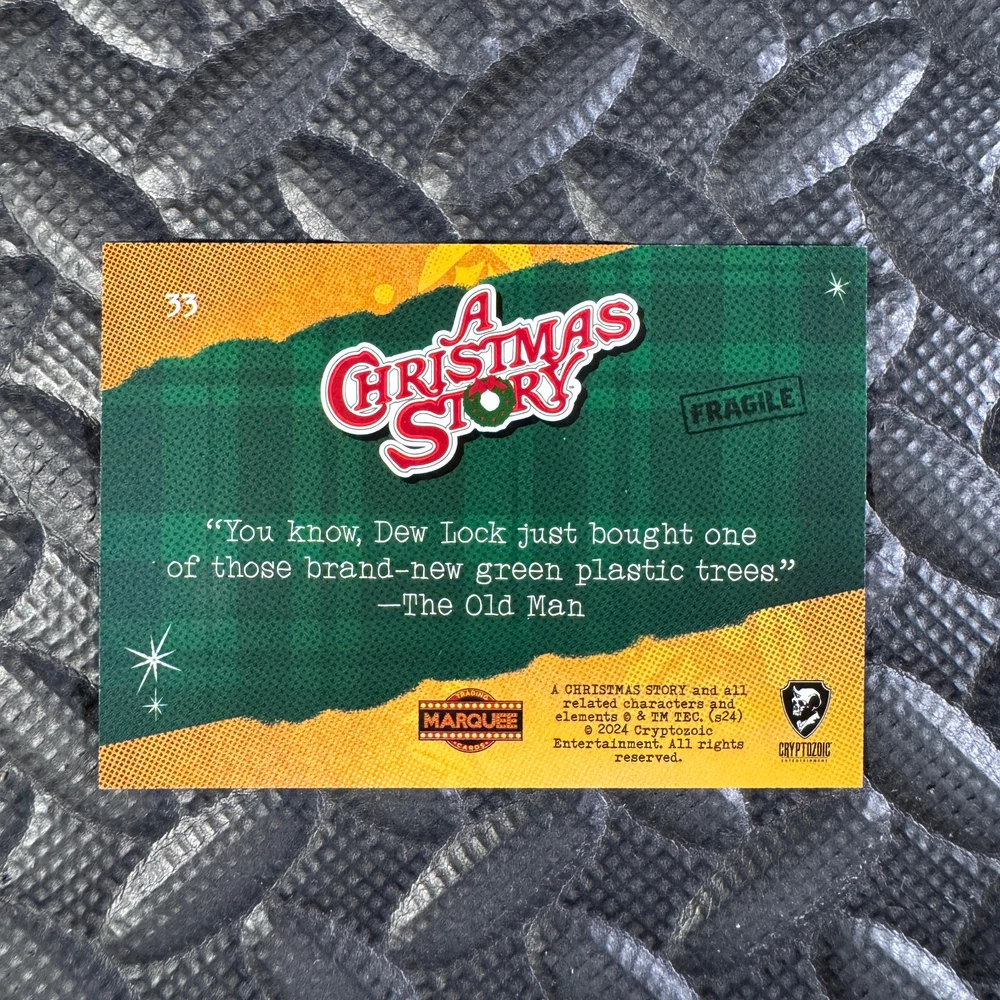 33
A
CHRISTMAS
STORY
FRAGILE
“You know, Dew Lock just bought one
of those brand-new green plastic trees.”
—The Old Man
TRADING
MARQUEE
CARDS
A CHRISTMAS STORY and all
related characters and
elements © & TM TEC. (s24)
© 2024 Cryptozoic
Entertainment. All rights
reserved.
CRYPTOZOIC
ENTERTAINMENT